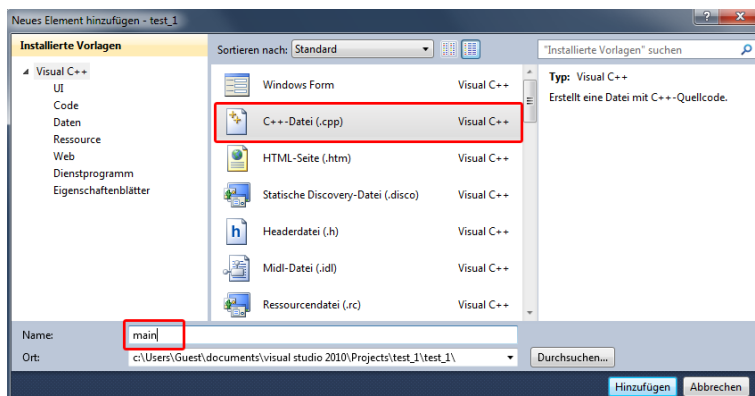 Neues Element hinzufügen - test_1
Installierte Vorlagen
Sortieren nach: Standard
"Installierte Vorlagen" suchen
Visual C++
UI
Code
Daten
Ressource
Web
Dienstprogramm
Eigenschaftenblätter
Windows Form Visual C++
C++-Datei (.cpp) Visual C++
HTML-Seite (.htm) Visual C++
Statische Discovery-Datei (.disco) Visual C++
Headerdatei (.h) Visual C++
Midl-Datei (.idl) Visual C++
Ressourcendatei (.rc) Visual C++
Typ: Visual C++
Erstellt eine Datei mit C++-Quellcode.
Name: main
Ort: c:\Users\Guest\documents\visual studio 2010\Projects\test_1\test_1\
Durchsuchen...
Hinzufügen Abbrechen